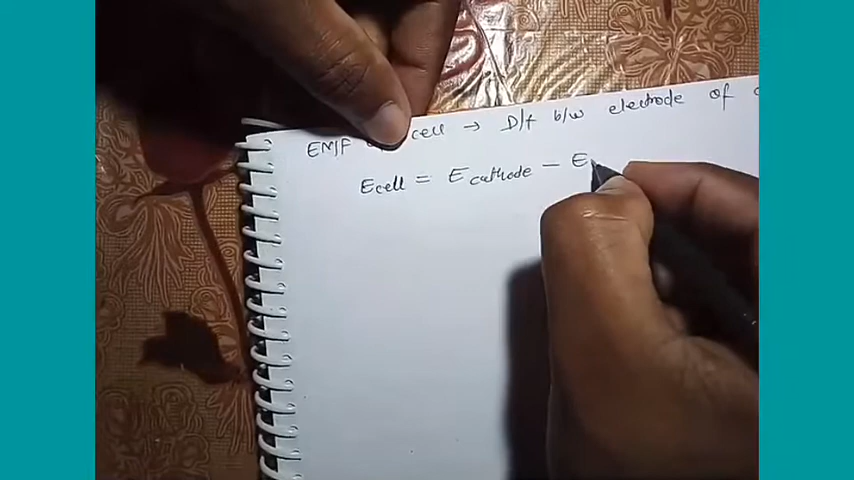 EMF cell → D/f b/w electrode of
Ecell = Ecathode - E